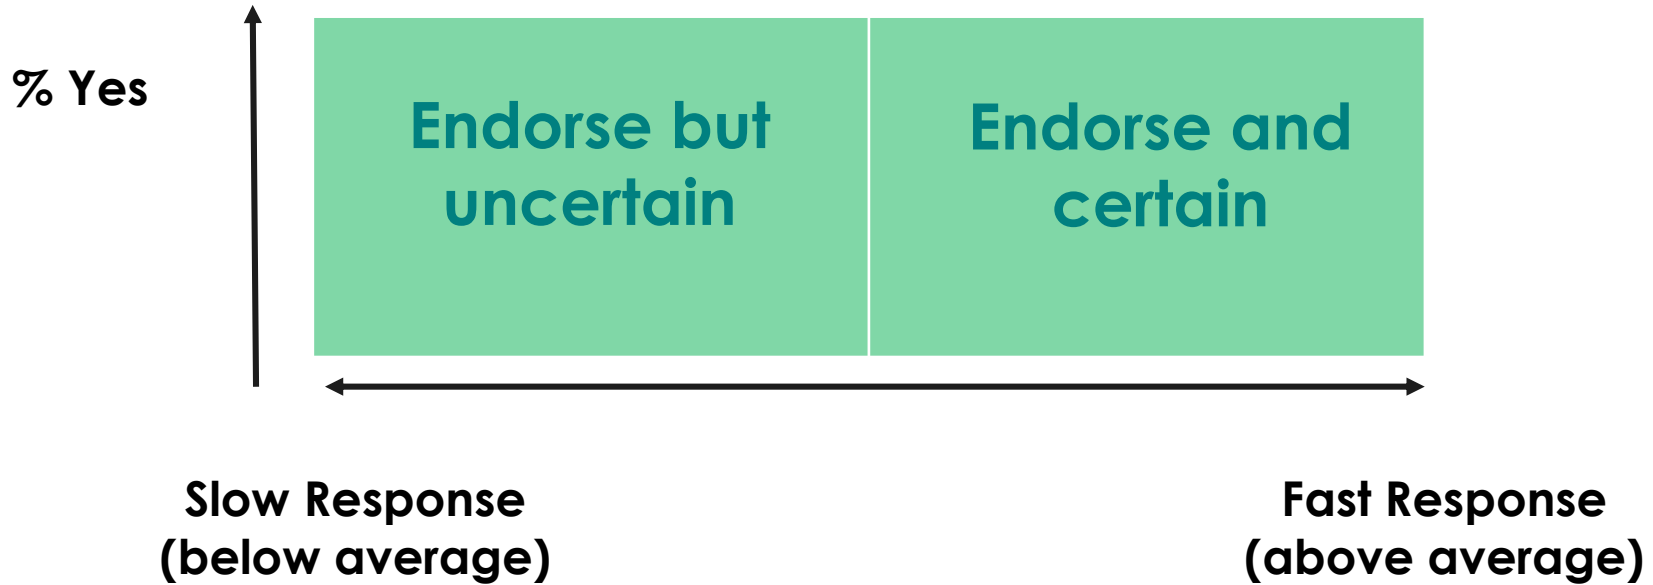 % Yes
Endorse but
uncertain
Endorse and
certain
Slow Response
(below average)
Fast Response
(above average)